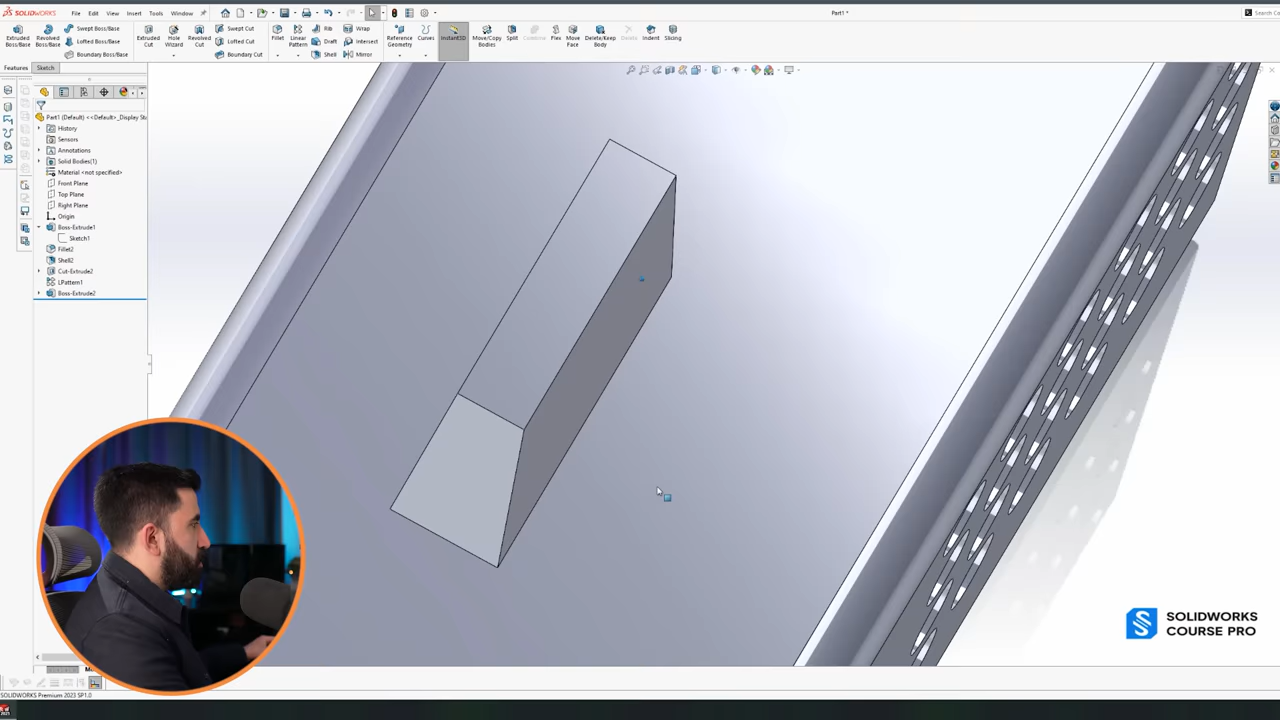 SOLIDWORKS
File Edit View Insert Tools Window
Part1 *
Search Co
Extruded Boss/Base
Revolved Boss/Base
Swept Boss/Base
Lofted Boss/Base
Boundary Boss/Base
Extruded Cut
Hole Wizard
Revolved Cut
Swept Cut
Lofted Cut
Boundary Cut
Fillet
Linear Pattern
Rib
Draft
Shell
Wrap
Intersect
Mirror
Reference Geometry
Curves
Instant3D
Move/Copy Bodies
Split
Combine
Flex
Move Face
Delete/Keep Body
Indent
Slicing
Features Sketch
Part1 (Default) <<Default>_Display Sta
History
Sensors
Annotations
Solid Bodies(1)
Material <not specified>
Front Plane
Top Plane
Right Plane
Origin
Boss-Extrude1
Sketch1
Fillet2
Shell2
Cut-Extrude2
LPattern1
Boss-Extrude2
SOLIDWORKS
COURSE PRO
SOLIDWORKS Premium 2023 SP1.0